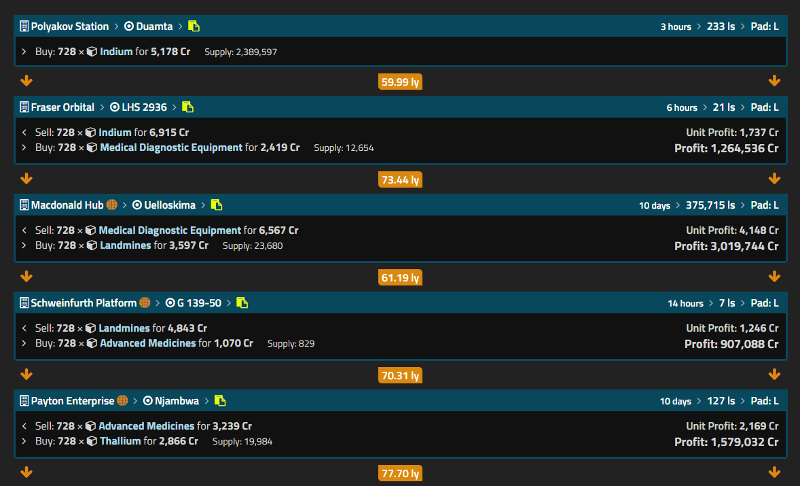 Polyakov Station > Duamta > 3 hours > 233 ls > Pad: L
> Buy: 728 × Indium for 5,178 Cr Supply: 2,389,597
59.99 ly
Fraser Orbital > LHS 2936 > 6 hours > 21 ls > Pad: L
< Sell: 728 × Indium for 6,915 Cr Unit Profit: 1,737 Cr
> Buy: 728 × Medical Diagnostic Equipment for 2,419 Cr Supply: 12,654 Profit: 1,264,536 Cr
73.44 ly
Macdonald Hub > Uelloskima > 10 days > 375,715 ls > Pad: L
< Sell: 728 × Medical Diagnostic Equipment for 6,567 Cr Unit Profit: 4,148 Cr
> Buy: 728 × Landmines for 3,597 Cr Supply: 23,680 Profit: 3,019,744 Cr
61.19 ly
Schweinfurth Platform > G 139-50 > 14 hours > 7 ls > Pad: L
< Sell: 728 × Landmines for 4,843 Cr Unit Profit: 1,246 Cr
> Buy: 728 × Advanced Medicines for 1,070 Cr Supply: 829 Profit: 907,088 Cr
70.31 ly
Payton Enterprise > Njambwa > 10 days > 127 ls > Pad: L
< Sell: 728 × Advanced Medicines for 3,239 Cr Unit Profit: 2,169 Cr
> Buy: 728 × Thallium for 2,866 Cr Supply: 19,984 Profit: 1,579,032 Cr
77.70 ly